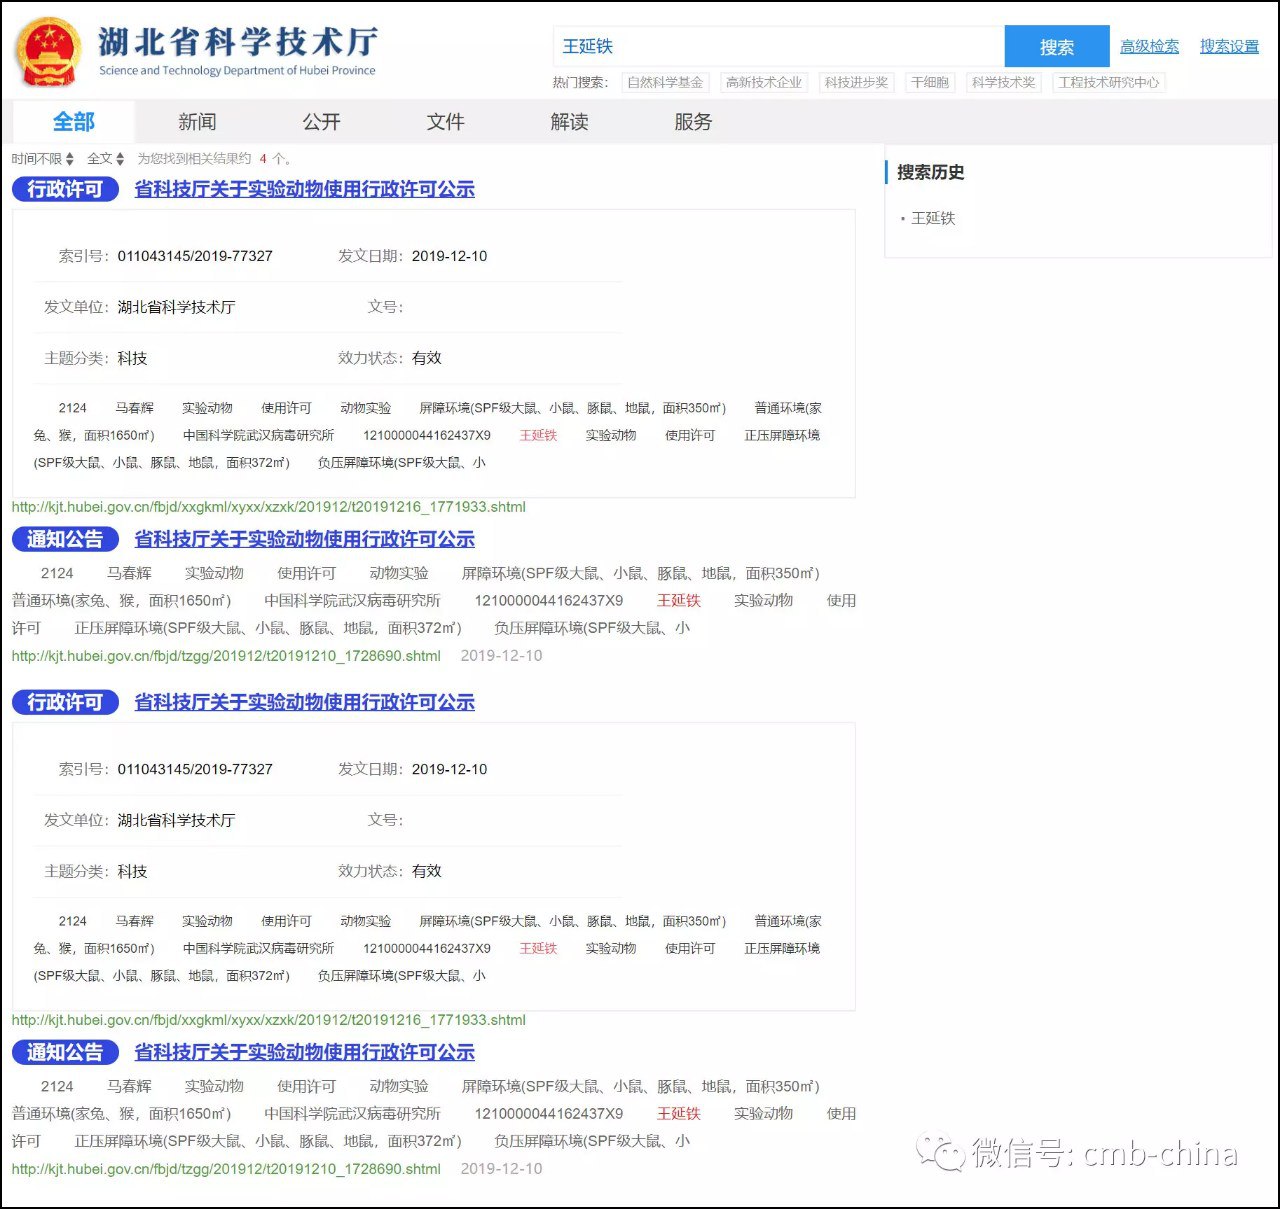 湖北省科学技术厅
Science and Technology Department of Hubei Province
王延铁 搜索 高级检索 搜索设置
热门搜索： 自然科学基金 高新技术企业 科技进步奖 干细胞 科学技术奖 工程技术研究中心
全部 新闻 公开 文件 解读 服务
时间不限 全文 为您找到相关结果约 4 个。
搜索历史
· 王延铁
行政许可 省科技厅关于实验动物使用行政许可公示
索引号：011043145/2019-77327 发文日期：2019-12-10
发文单位：湖北省科学技术厅 文号：
主题分类：科技 效力状态：有效
2124 马春辉 实验动物 使用许可 动物实验 屏障环境(SPF级大鼠、小鼠、豚鼠、地鼠，面积350㎡) 普通环境(家
兔、猴，面积1650㎡) 中国科学院武汉病毒研究所 1210000044162437X9 王延铁 实验动物 使用许可 正压屏障环境
(SPF级大鼠、小鼠、豚鼠、地鼠，面积372㎡) 负压屏障环境(SPF级大鼠、小
http://kjt.hubei.gov.cn/fbjd/xxgkml/xyxx/xzxk/201912/t20191216_1771933.shtml
通知公告 省科技厅关于实验动物使用行政许可公示
2124 马春辉 实验动物 使用许可 动物实验 屏障环境(SPF级大鼠、小鼠、豚鼠、地鼠，面积350㎡)
普通环境(家兔、猴，面积1650㎡) 中国科学院武汉病毒研究所 1210000044162437X9 王延铁 实验动物 使用
许可 正压屏障环境(SPF级大鼠、小鼠、豚鼠、地鼠，面积372㎡) 负压屏障环境(SPF级大鼠、小
http://kjt.hubei.gov.cn/fbjd/tzgg/201912/t20191210_1728690.shtml 2019-12-10
行政许可 省科技厅关于实验动物使用行政许可公示
索引号：011043145/2019-77327 发文日期：2019-12-10
发文单位：湖北省科学技术厅 文号：
主题分类：科技 效力状态：有效
2124 马春辉 实验动物 使用许可 动物实验 屏障环境(SPF级大鼠、小鼠、豚鼠、地鼠，面积350㎡) 普通环境(家
兔、猴，面积1650㎡) 中国科学院武汉病毒研究所 1210000044162437X9 王延铁 实验动物 使用许可 正压屏障环境
(SPF级大鼠、小鼠、豚鼠、地鼠，面积372㎡) 负压屏障环境(SPF级大鼠、小
http://kjt.hubei.gov.cn/fbjd/xxgkml/xyxx/xzxk/201912/t20191216_1771933.shtml
通知公告 省科技厅关于实验动物使用行政许可公示
2124 马春辉 实验动物 使用许可 动物实验 屏障环境(SPF级大鼠、小鼠、豚鼠、地鼠，面积350㎡)
普通环境(家兔、猴，面积1650㎡) 中国科学院武汉病毒研究所 1210000044162437X9 王延铁 实验动物 使用
许可 正压屏障环境(SPF级大鼠、小鼠、豚鼠、地鼠，面积372㎡) 负压屏障环境(SPF级大鼠、小
http://kjt.hubei.gov.cn/fbjd/tzgg/201912/t20191210_1728690.shtml 2019-12-10
微信号: cmb-china